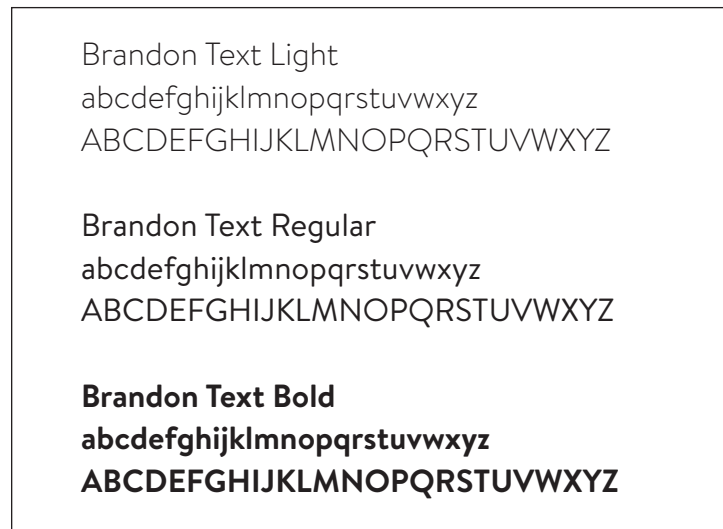 Brandon Text Light
abcdefghijklmnopqrstuvwxyz
ABCDEFGHIJKLMNOPQRSTUVWXYZ
Brandon Text Regular
abcdefghijklmnopqrstuvwxyz
ABCDEFGHIJKLMNOPQRSTUVWXYZ
Brandon Text Bold
abcdefghijklmnopqrstuvwxyz
ABCDEFGHIJKLMNOPQRSTUVWXYZ